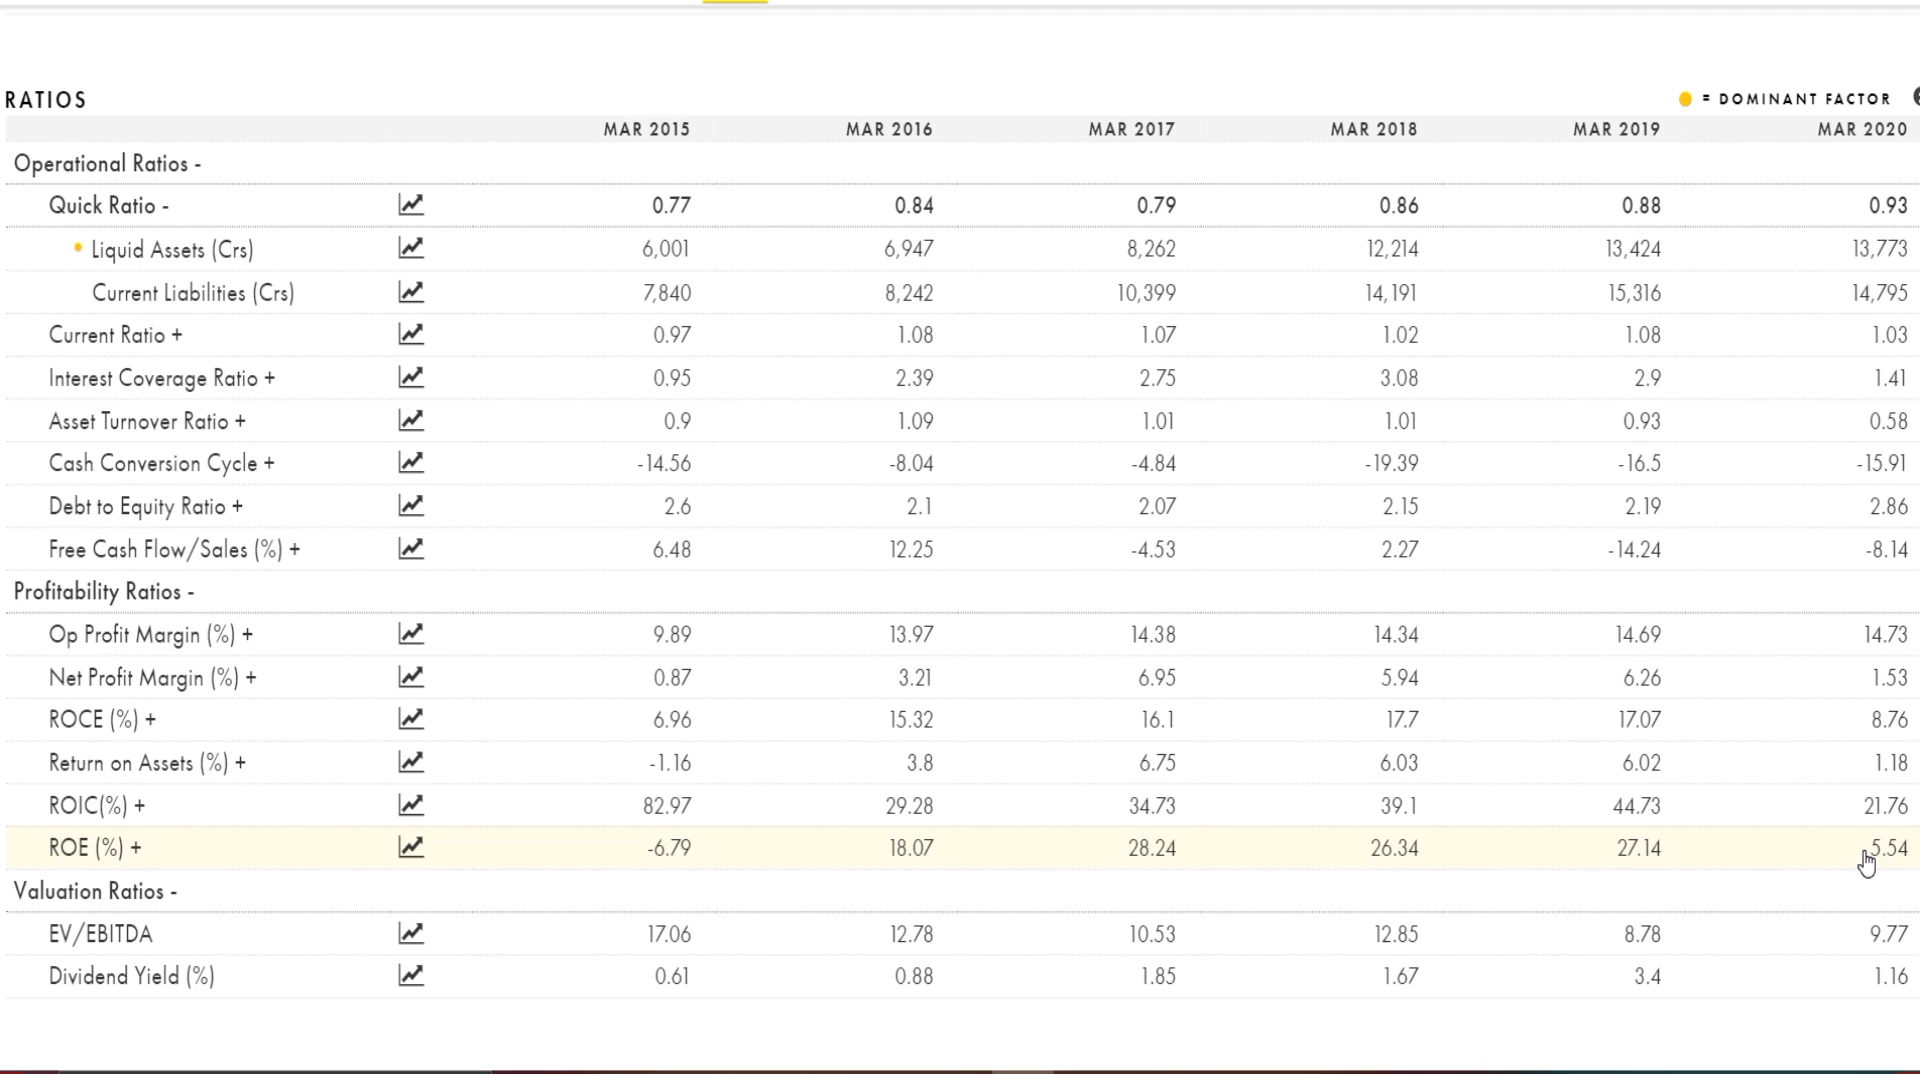 RATIOS = DOMINANT FACTOR
MAR 2015 MAR 2016 MAR 2017 MAR 2018 MAR 2019 MAR 2020
Operational Ratios -
Quick Ratio - 0.77 0.84 0.79 0.86 0.88 0.93
Liquid Assets (Crs) 6,001 6,947 8,262 12,214 13,424 13,773
Current Liabilities (Crs) 7,840 8,242 10,399 14,191 15,316 14,795
Current Ratio + 0.97 1.08 1.07 1.02 1.08 1.03
Interest Coverage Ratio + 0.95 2.39 2.75 3.08 2.9 1.41
Asset Turnover Ratio + 0.9 1.09 1.01 1.01 0.93 0.58
Cash Conversion Cycle + -14.56 -8.04 -4.84 -19.39 -16.5 -15.91
Debt to Equity Ratio + 2.6 2.1 2.07 2.15 2.19 2.86
Free Cash Flow/Sales (%) + 6.48 12.25 -4.53 2.27 -14.24 -8.14
Profitability Ratios -
Op Profit Margin (%) + 9.89 13.97 14.38 14.34 14.69 14.73
Net Profit Margin (%) + 0.87 3.21 6.95 5.94 6.26 1.53
ROCE (%) + 6.96 15.32 16.1 17.7 17.07 8.76
Return on Assets (%) + -1.16 3.8 6.75 6.03 6.02 1.18
ROIC(%) + 82.97 29.28 34.73 39.1 44.73 21.76
ROE (%) + -6.79 18.07 28.24 26.34 27.14 5.54
Valuation Ratios -
EV/EBITDA 17.06 12.78 10.53 12.85 8.78 9.77
Dividend Yield (%) 0.61 0.88 1.85 1.67 3.4 1.16